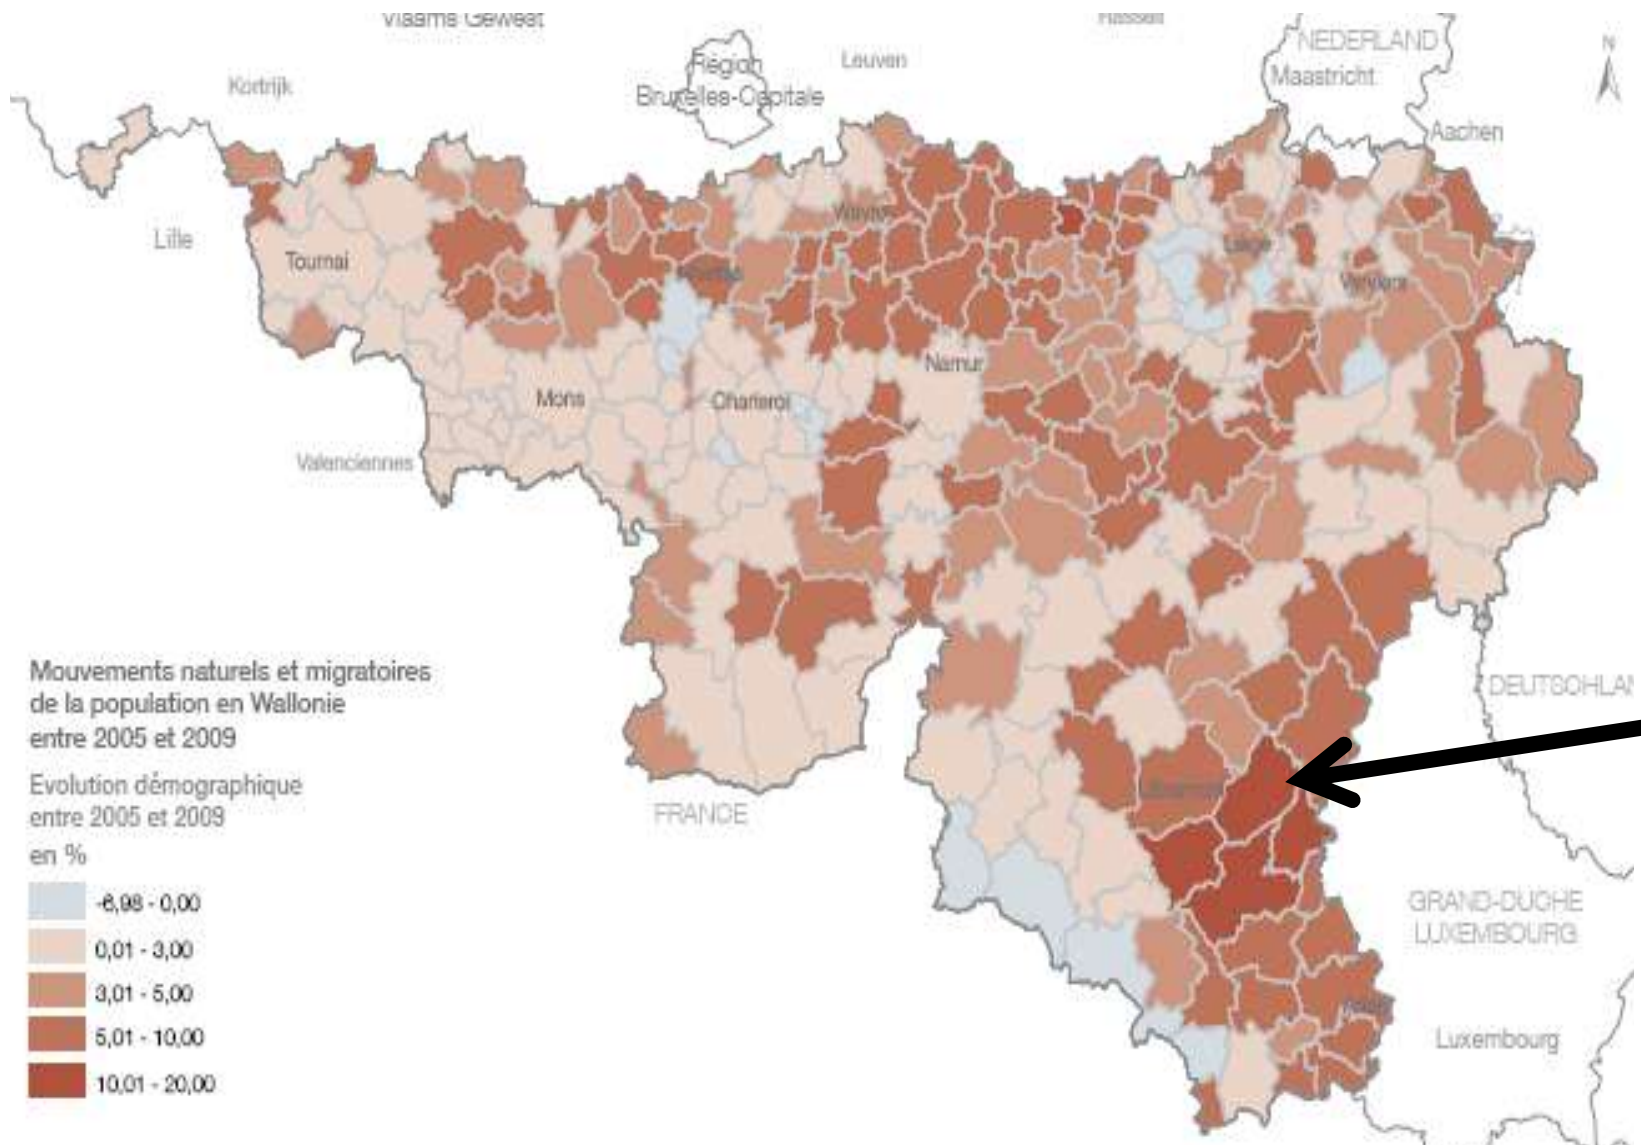 Vlaams Gewest
Hasselt
NEDERLAND
Maastricht
N
Région
Bruxelles-Capitale
Leuven
Kortrijk
Aachen
Lille
Tournai
Wavre
Liège
Verviers
Namur
Mons
Charleroi
Valenciennes
Mouvements naturels et migratoires
de la population en Wallonie
entre 2005 et 2009
Evolution démographique
entre 2005 et 2009
en %
-6,98 - 0,00
0,01 - 3,00
3,01 - 5,00
5,01 - 10,00
10,01 - 20,00
FRANCE
DEUTSCHLAN
GRAND-DUCHE
LUXEMBOURG
Arlon
Luxembourg